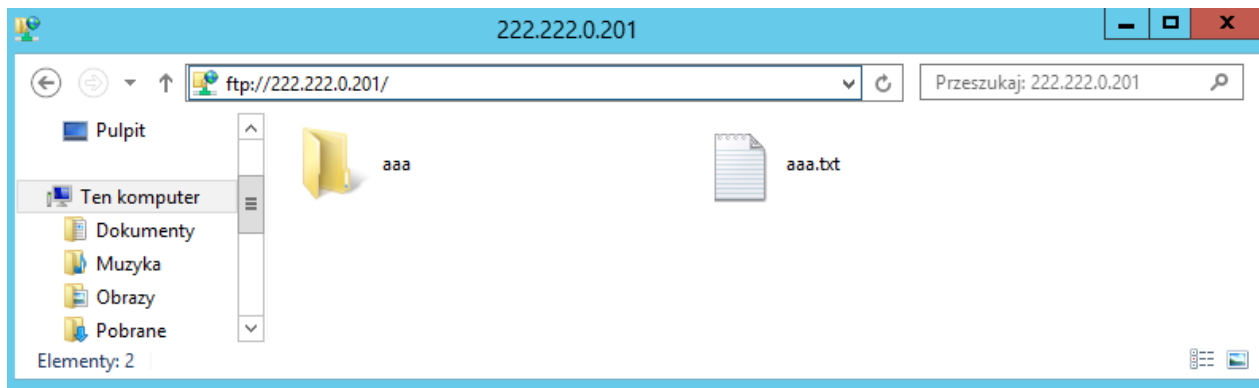 222.222.0.201
ftp://222.222.0.201/
Przeszukaj: 222.222.0.201
Pulpit
Ten komputer
Dokumenty
Muzyka
Obrazy
Pobrane
aaa
aaa.txt
Elementy: 2